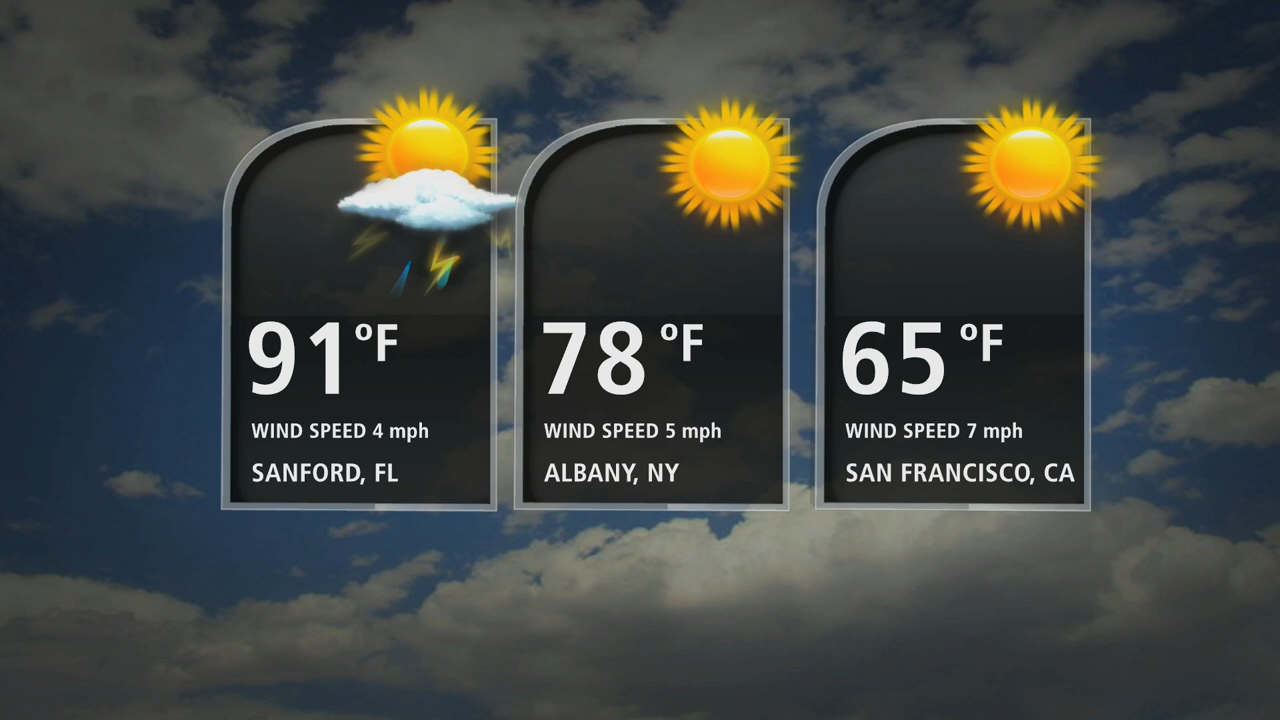 91°F
WIND SPEED 4 mph
SANFORD, FL
78°F
WIND SPEED 5 mph
ALBANY, NY
65°F
WIND SPEED 7 mph
SAN FRANCISCO, CA